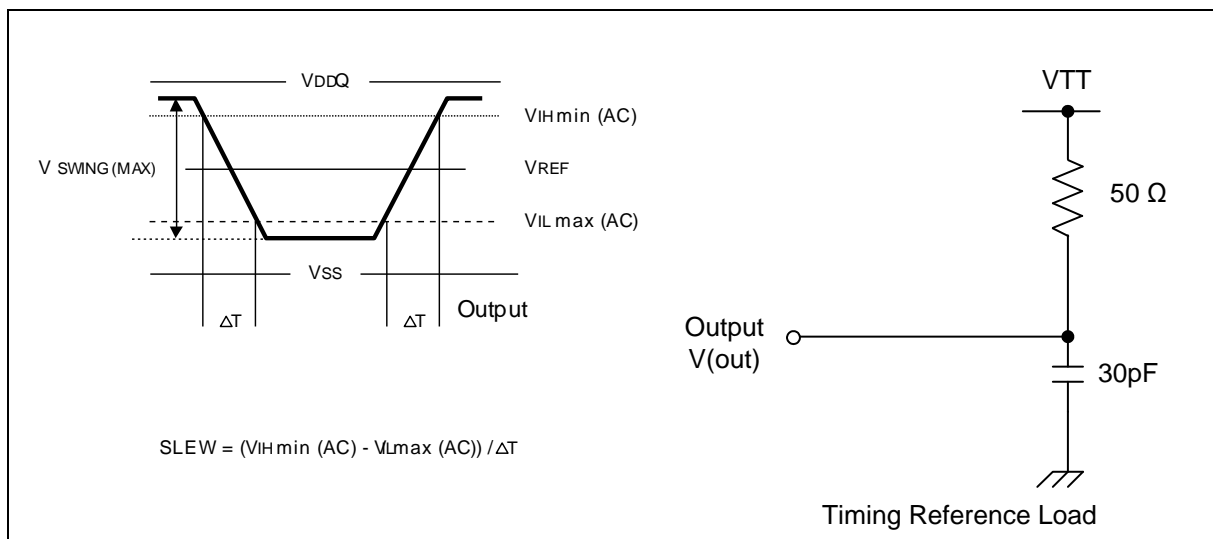 VDDQ
VIH min (AC)
V SWING (MAX)
VREF
VIL max (AC)
VSS
Output
ΔT
ΔT
SLEW = (VIH min (AC) - VILmax (AC)) / ΔT
VTT
50 Ω
Output
V(out)
30pF
Timing Reference Load